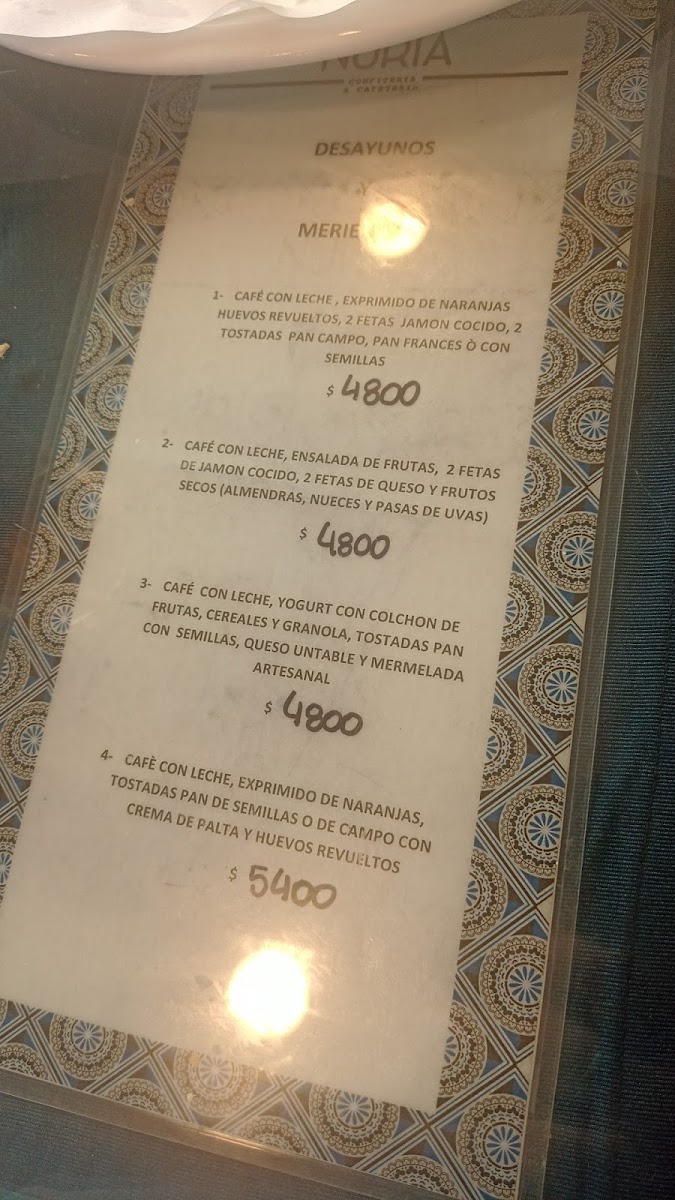 NURIA
CONFITERIA
& CAFETERIA
DESAYUNOS
Y
1- CAFÉ CON LECHE , EXPRIMIDO DE NARANJAS
HUEVOS REVUELTOS, 2 FETAS JAMON COCIDO, 2
TOSTADAS PAN CAMPO, PAN FRANCES Ò CON
SEMILLAS
$ 4800
2- CAFÉ CON LECHE, ENSALADA DE FRUTAS, 2 FETAS
DE JAMON COCIDO, 2 FETAS DE QUESO Y FRUTOS
SECOS (ALMENDRAS, NUECES Y PASAS DE UVAS)
$ 4800
3- CAFÉ CON LECHE, YOGURT CON COLCHON DE
FRUTAS, CEREALES Y GRANOLA, TOSTADAS PAN
CON SEMILLAS, QUESO UNTABLE Y MERMELADA
ARTESANAL
$ 4800
4- CAFÈ CON LECHE, EXPRIMIDO DE NARANJAS,
TOSTADAS PAN DE SEMILLAS O DE CAMPO CON
CREMA DE PALTA Y HUEVOS REVUELTOS
$ 5400